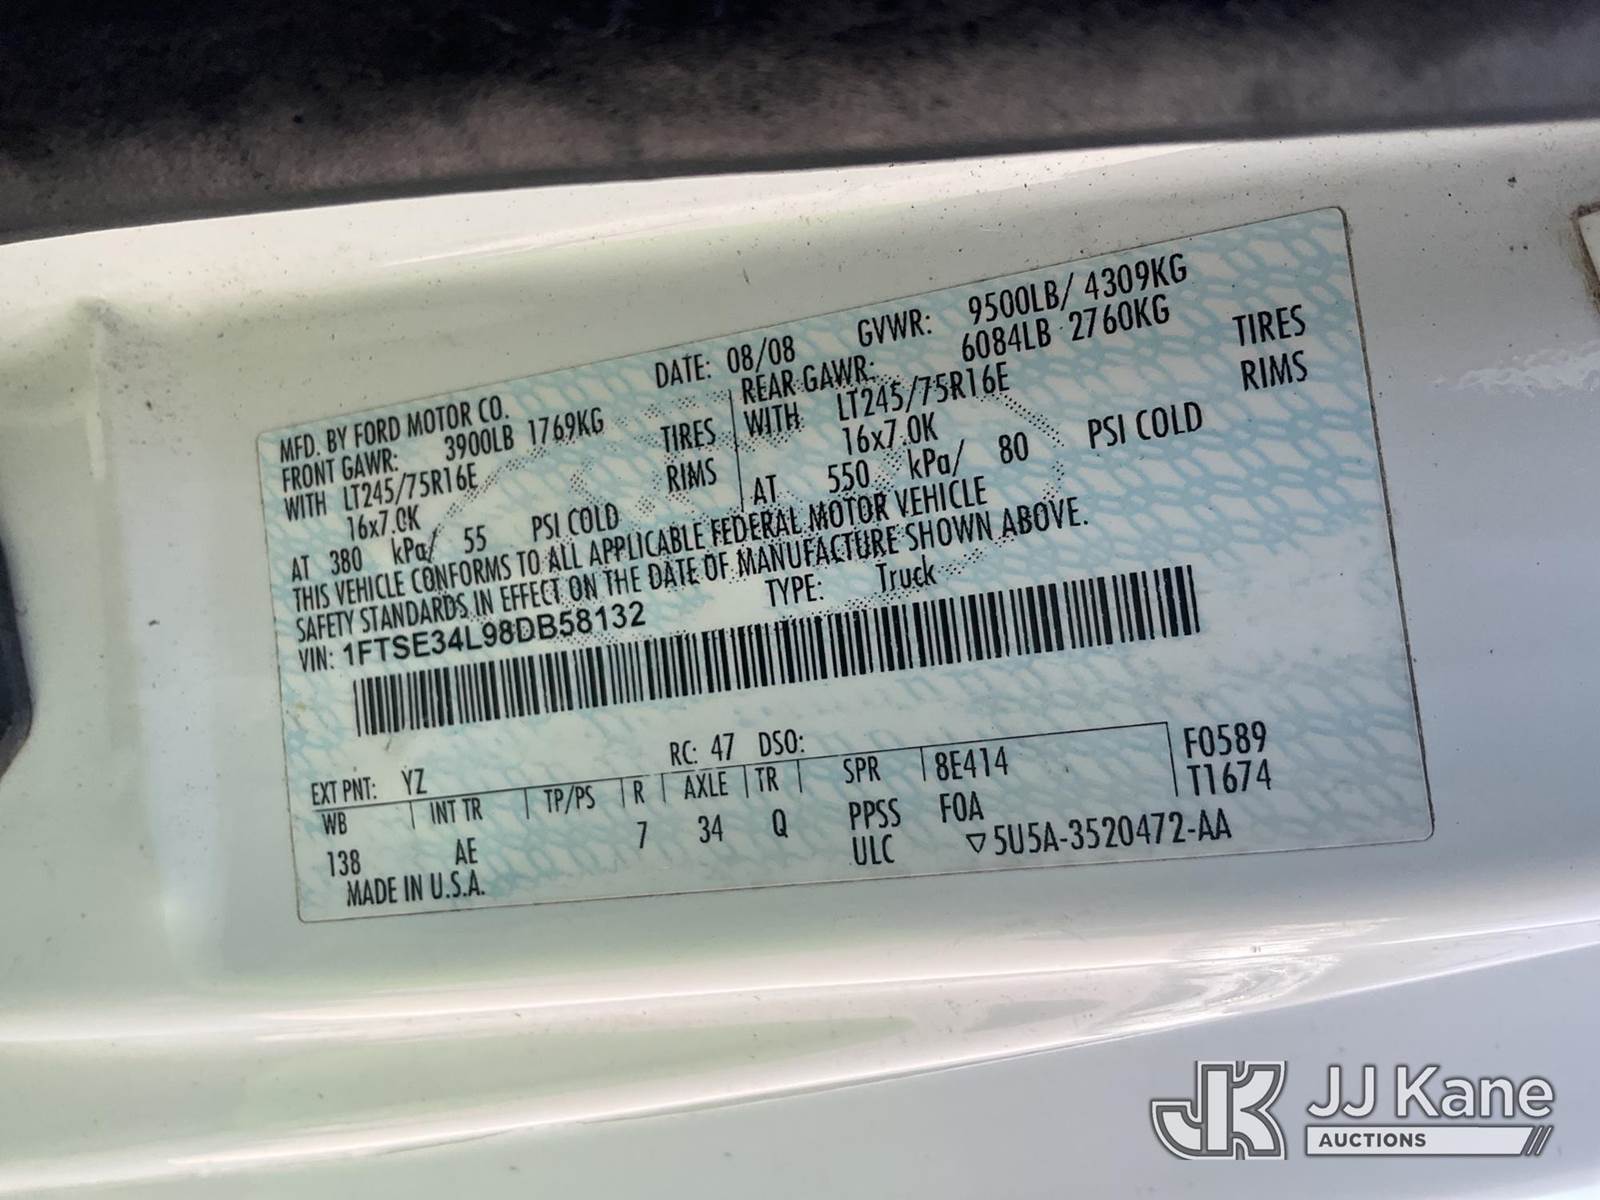 MFD. BY FORD MOTOR CO. DATE: 08/08 GVWR: 9500LB/ 4309KG
FRONT GAWR: 3900LB 1769KG REAR GAWR: 6084LB 2760KG
WITH LT245/75R16E TIRES WITH LT245/75R16E TIRES
16x7.0K RIMS 16x7.0K RIMS
AT 380 kPa/ 55 PSI COLD AT 550 kPa/ 80 PSI COLD
THIS VEHICLE CONFORMS TO ALL APPLICABLE FEDERAL MOTOR VEHICLE
SAFETY STANDARDS IN EFFECT ON THE DATE OF MANUFACTURE SHOWN ABOVE.
VIN: 1FTSE34L98DB58132 TYPE: Truck
EXT PNT: YZ RC: 47 DSO: F0589
WB INT TR TP/PS R AXLE TR SPR 8E414 T1674
138 AE 7 34 Q PPSS FOA
MADE IN U.S.A. ULC ▽5U5A-3520472-AA
JK JJ Kane
AUCTIONS